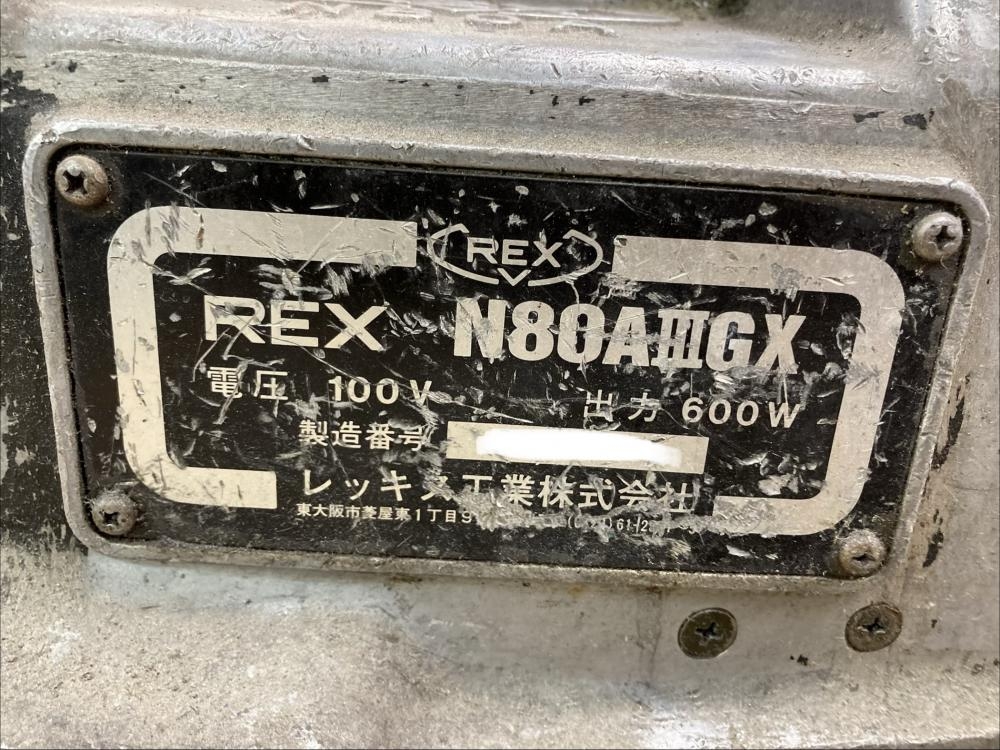 REX
REX N80AⅢGX
電圧 100V 出力 600W
製造番号
レッキス工業株式会社
東大阪市菱屋東1丁目9